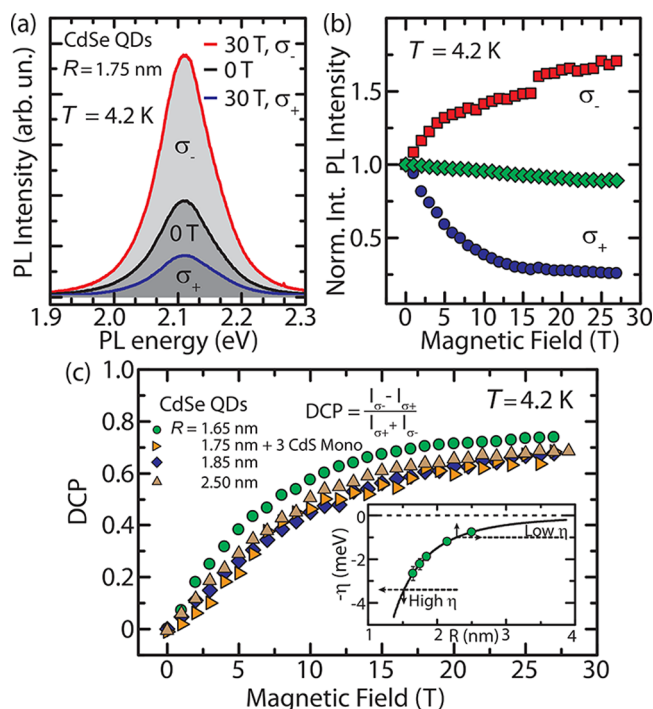 (a)
CdSe QDs
R = 1.75 nm
T = 4.2 K
30 T, σ₋
0 T
30 T, σ₊
σ₋
0 T
σ₊
PL Intensity (arb. un.)
1.9 2.0 2.1 2.2 2.3
PL energy (eV)
(b)
T = 4.2 K
σ₋
σ₊
Norm. Int. PL Intensity
1.5
1.0
0.5
0 5 10 15 20 25
Magnetic Field (T)
(c)
CdSe QDs
R = 1.65 nm
1.75 nm + 3 CdS Mono
1.85 nm
2.50 nm
DCP = (I_σ₋ - I_σ₊) / (I_σ₊ + I_σ₋)
T = 4.2 K
DCP
1.0
0.8
0.6
0.4
0.2
0
0 5 10 15 20 25 30
Magnetic Field (T)
-η (meV)
0
-2
-4
Low η
High η
1 2 3 4
R (nm)